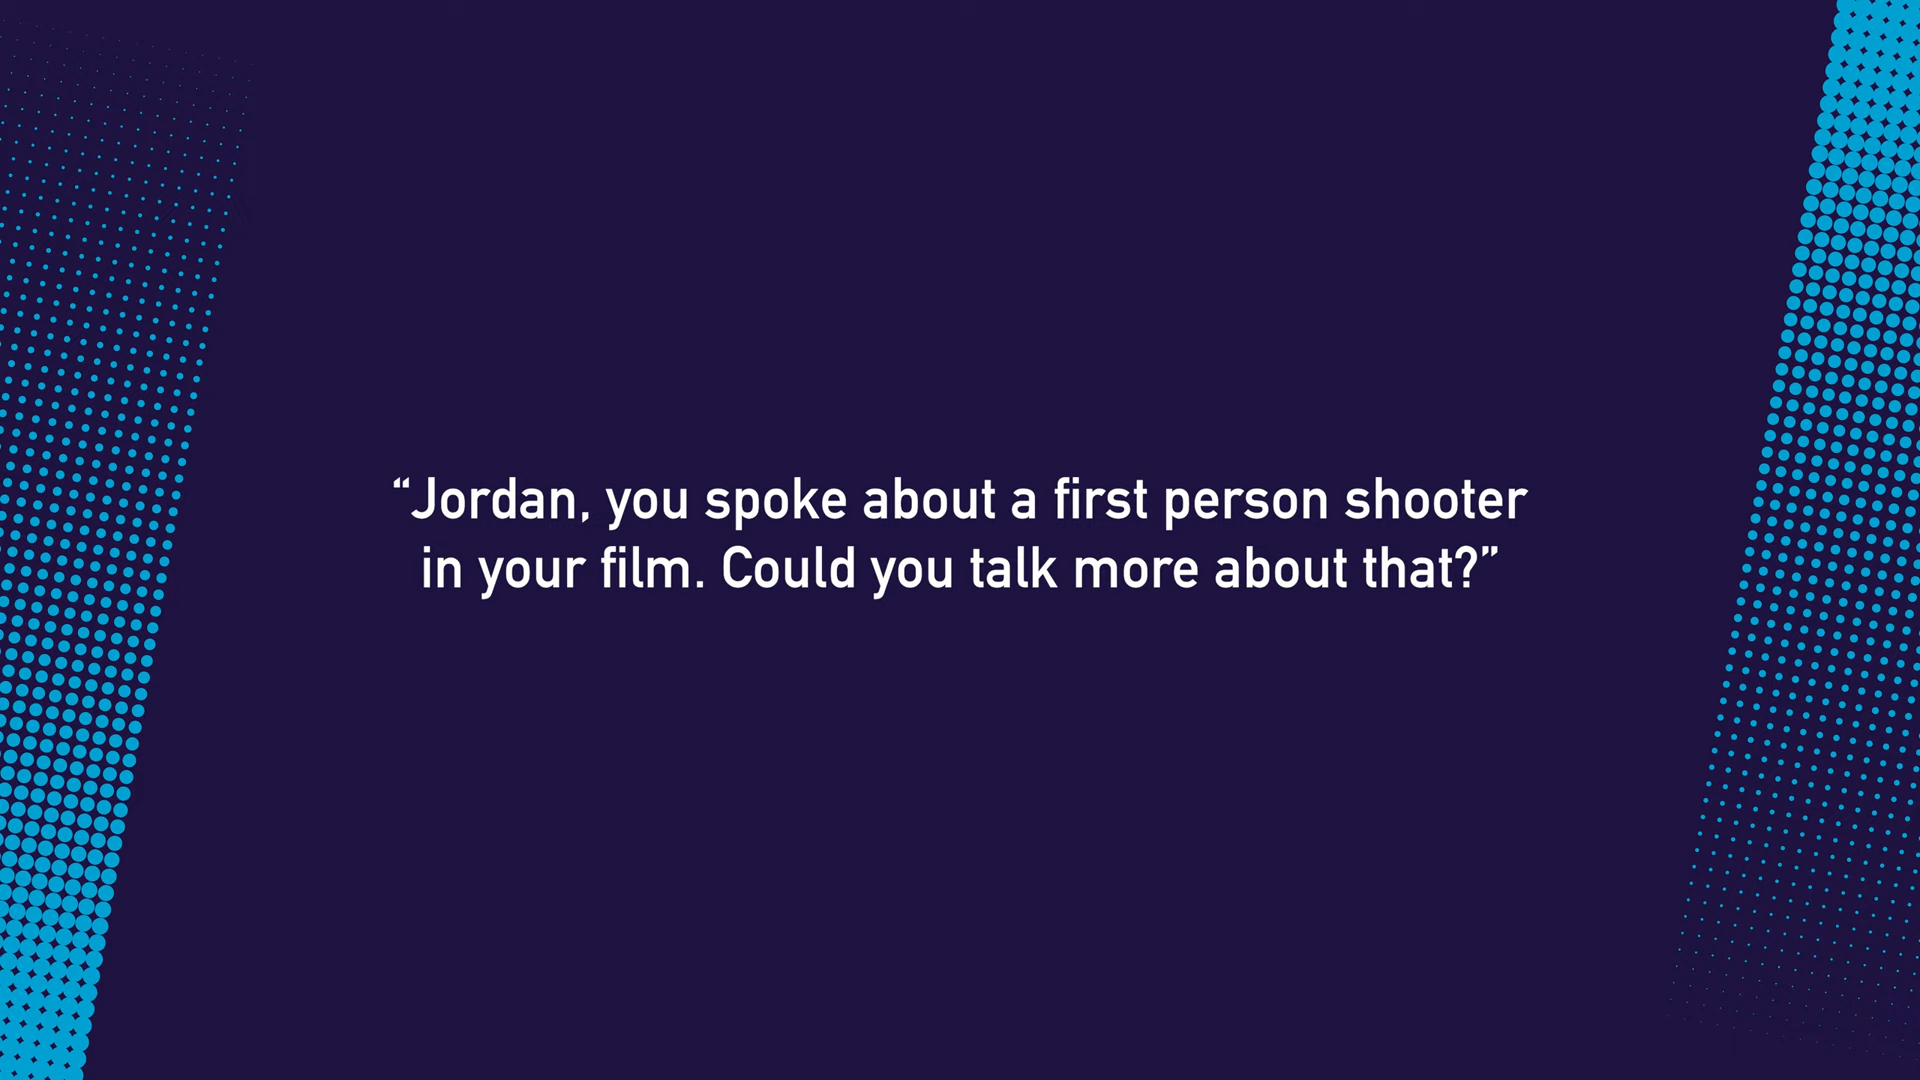 “Jordan, you spoke about a first person shooter
in your film. Could you talk more about that?”